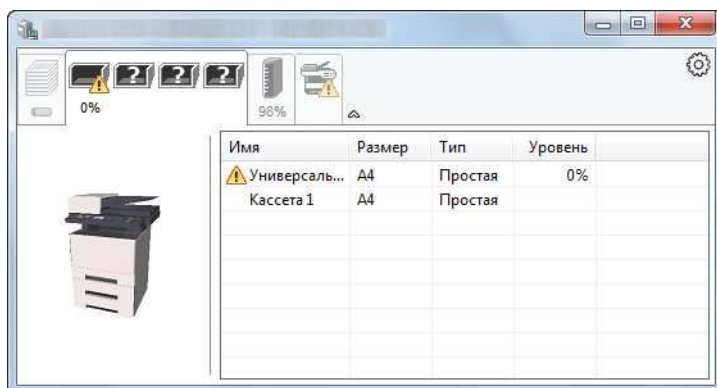 ? ? ?
0%
98%
Имя Размер Тип Уровень
Универсаль... A4 Простая 0%
Кассета 1 A4 Простая